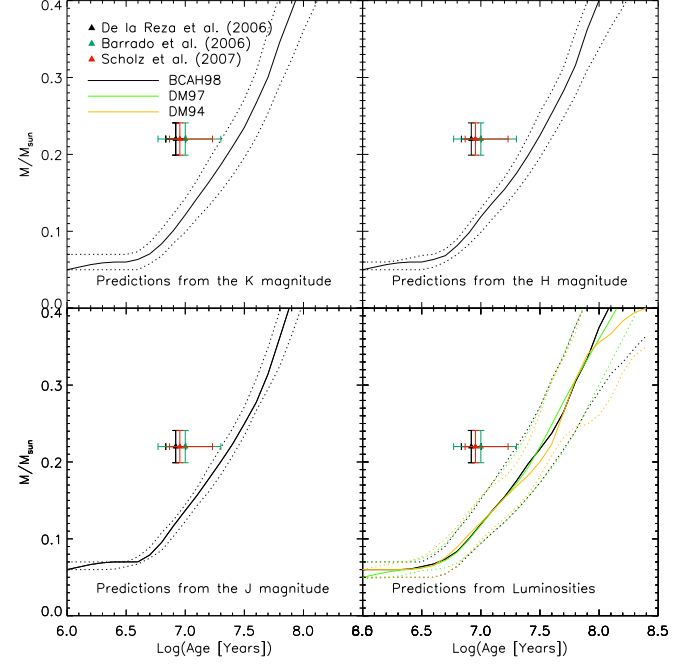 0.4
De la Reza et al. (2006)
Barrado et al. (2006)
Scholz et al. (2007)
BCAH98
DM97
DM94
0.3
M/Msun
0.2
0.1
Predictions from the K magnitude
Predictions from the H magnitude
0.0
0.4
0.3
M/Msun
0.2
0.1
Predictions from the J magnitude
Predictions from Luminosities
0.0
6.0 6.5 7.0 7.5 8.0 6.5 7.0 7.5 8.0 8.5
Log(Age [Years])
Log(Age [Years])